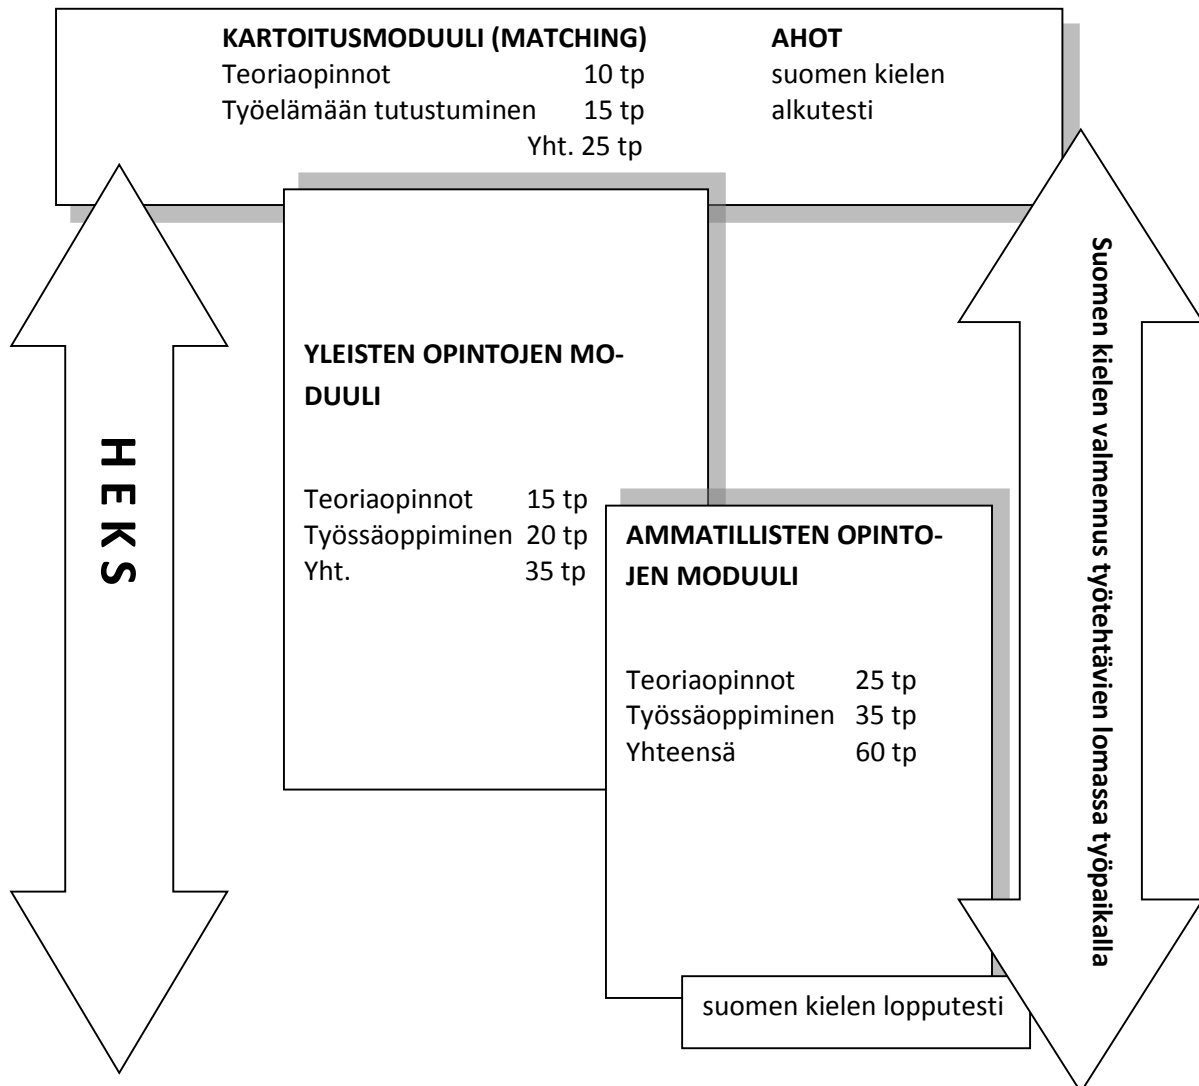 KARTOITUSMODUULI (MATCHING) AHOT
Teoriaopinnot 10 tp suomen kielen
Työelämään tutustuminen 15 tp alkutesti
Yht. 25 tp
HEKS
YLEISTEN OPINTOJEN MO-
DUULI
Teoriaopinnot 15 tp
Työssäoppiminen 20 tp
Yht. 35 tp
AMMATILLISTEN OPINTO-
JEN MODUULI
Teoriaopinnot 25 tp
Työssäoppiminen 35 tp
Yhteensä 60 tp
suomen kielen lopputesti
Suomen kielen valmennus työtehtävien lomassa työpaikalla